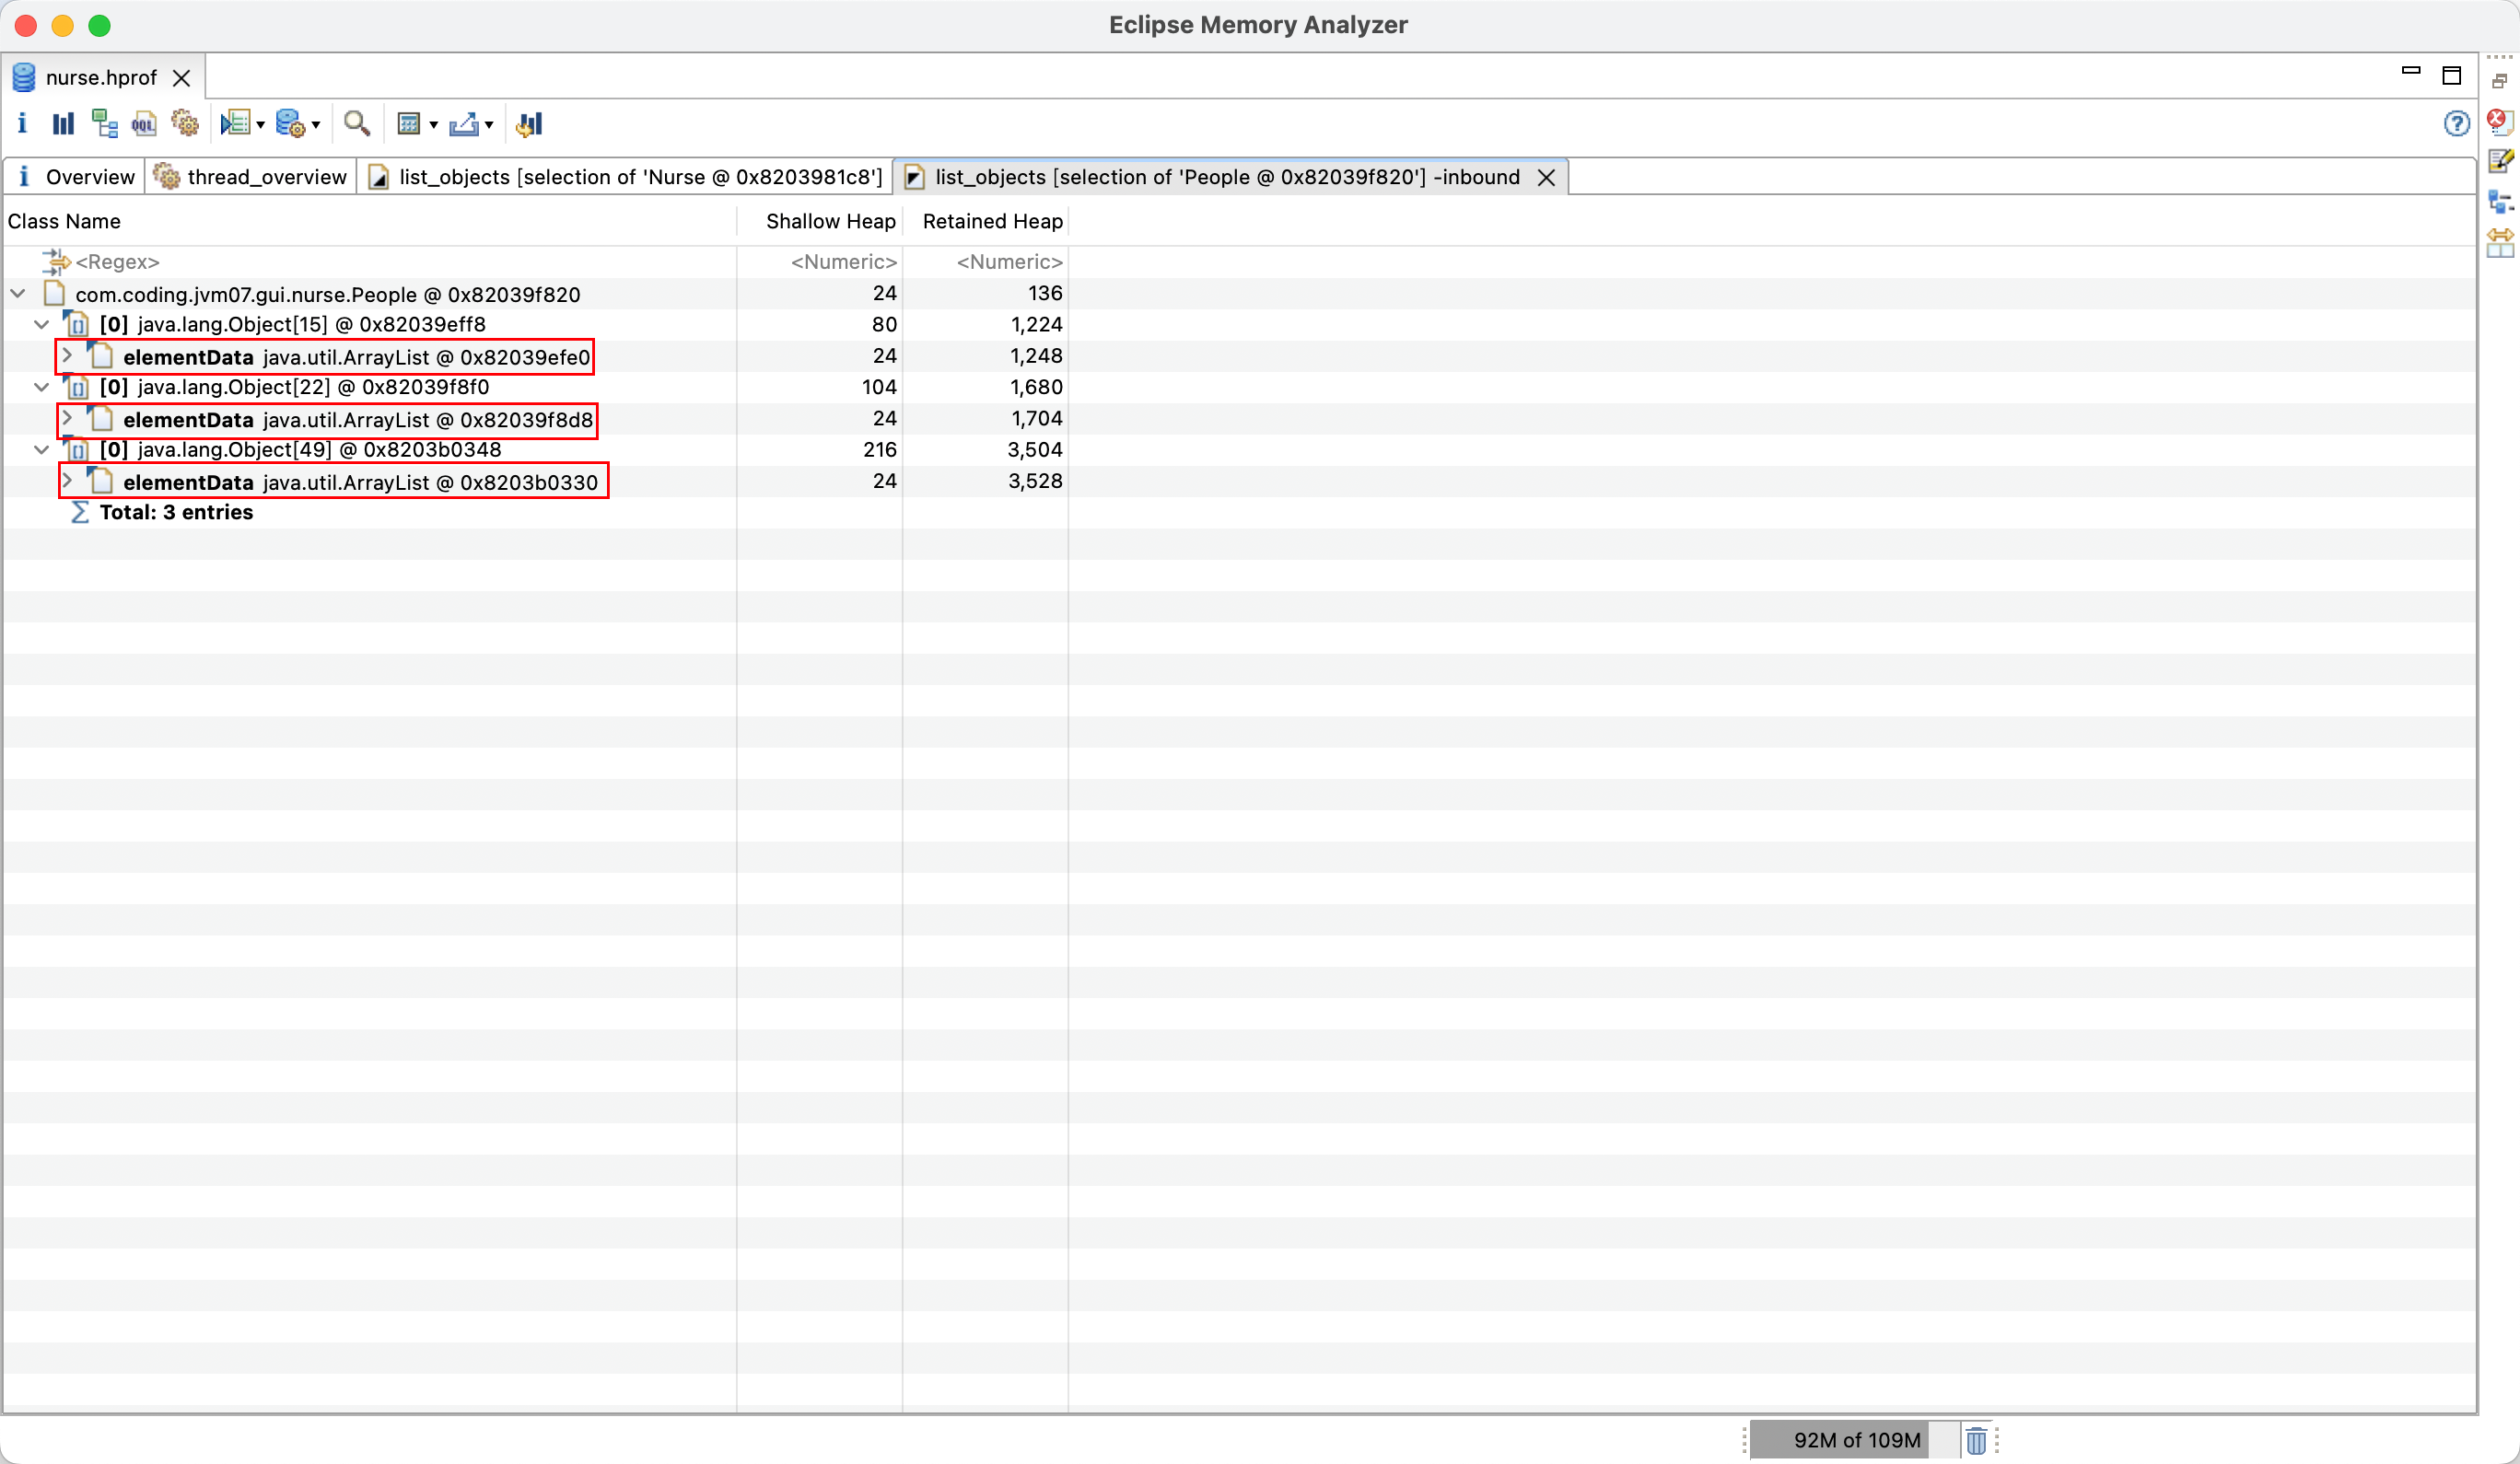 Eclipse Memory Analyzer
nurse.hprof
i OQL ?
i Overview thread_overview list_objects [selection of 'Nurse @ 0x8203981c8'] list_objects [selection of 'People @ 0x82039f820'] -inbound
Class Name Shallow Heap Retained Heap
<Regex> <Numeric> <Numeric>
com.coding.jvm07.gui.nurse.People @ 0x82039f820 24 136
[0] java.lang.Object[15] @ 0x82039eff8 80 1,224
elementData java.util.ArrayList @ 0x82039efe0 24 1,248
[0] java.lang.Object[22] @ 0x82039f8f0 104 1,680
elementData java.util.ArrayList @ 0x82039f8d8 24 1,704
[0] java.lang.Object[49] @ 0x8203b0348 216 3,504
elementData java.util.ArrayList @ 0x8203b0330 24 3,528
Σ Total: 3 entries
92M of 109M